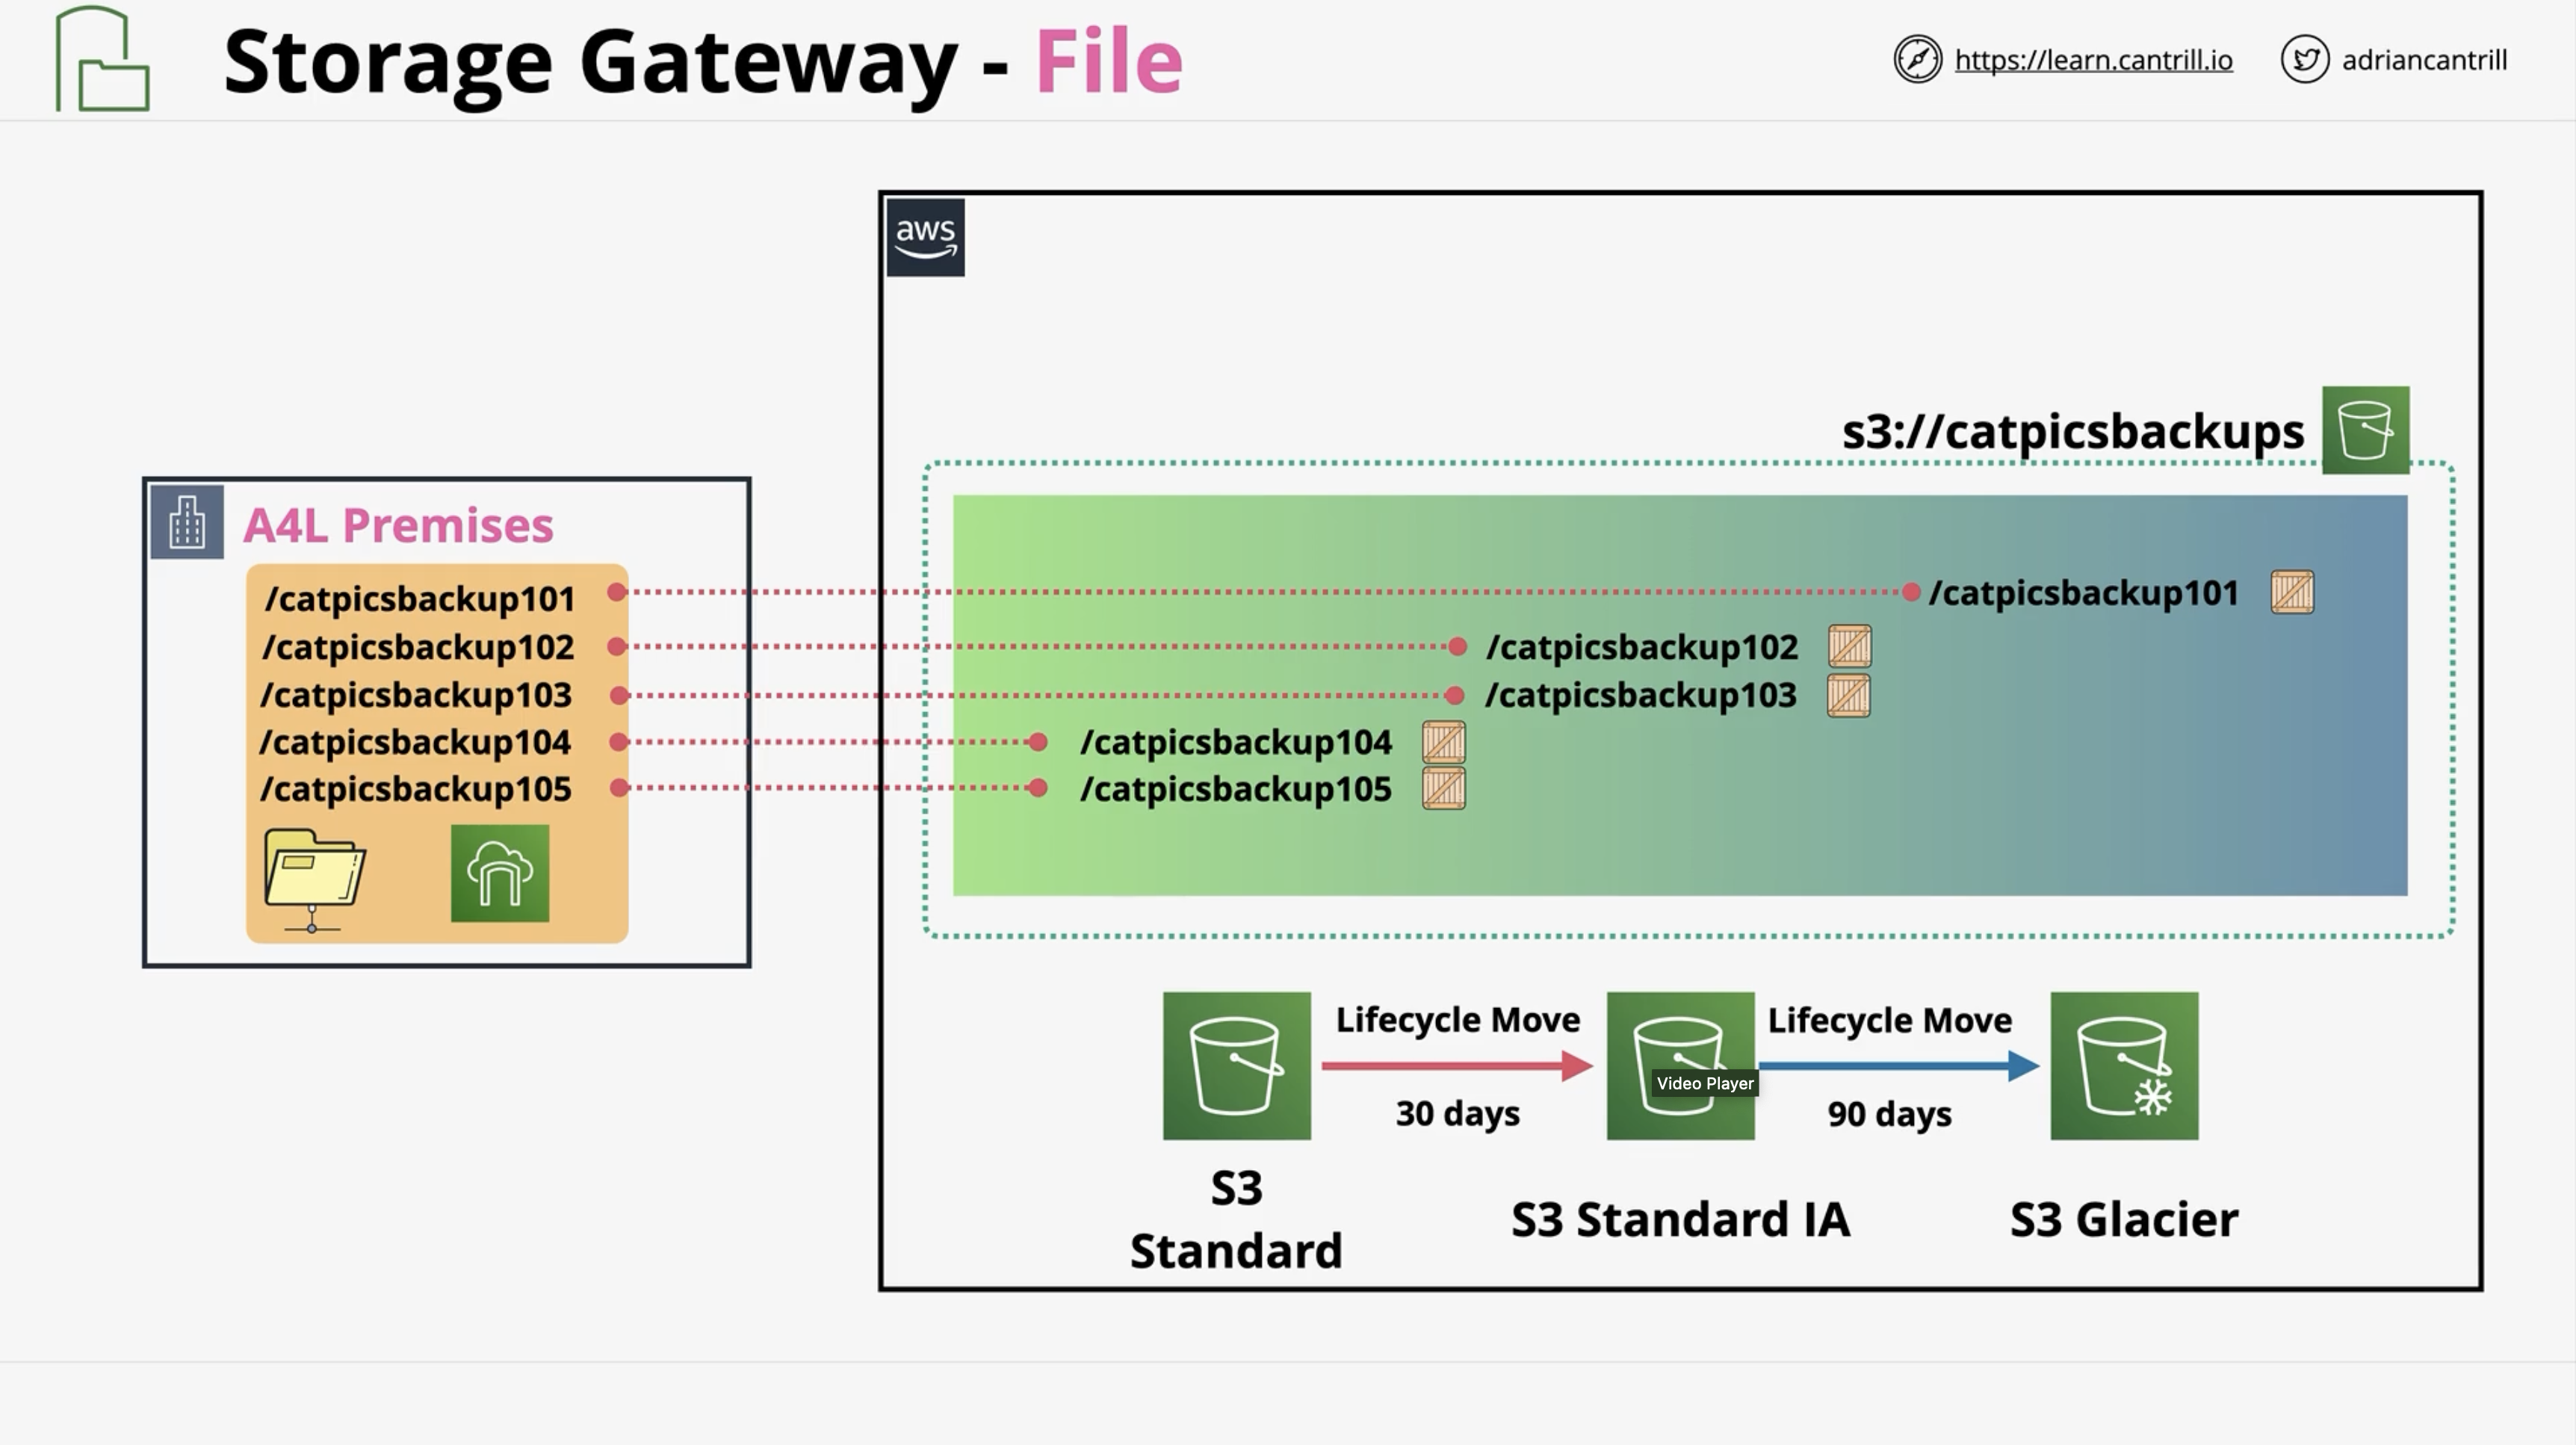 Storage Gateway - File
https://learn.cantrill.io
adriancantrill
aws
s3://catpicsbackups
A4L Premises
/catpicsbackup101
/catpicsbackup102
/catpicsbackup103
/catpicsbackup104
/catpicsbackup105
/catpicsbackup101
/catpicsbackup102
/catpicsbackup103
/catpicsbackup104
/catpicsbackup105
Lifecycle Move
30 days
Lifecycle Move
90 days
Video Player
S3
Standard
S3 Standard IA
S3 Glacier